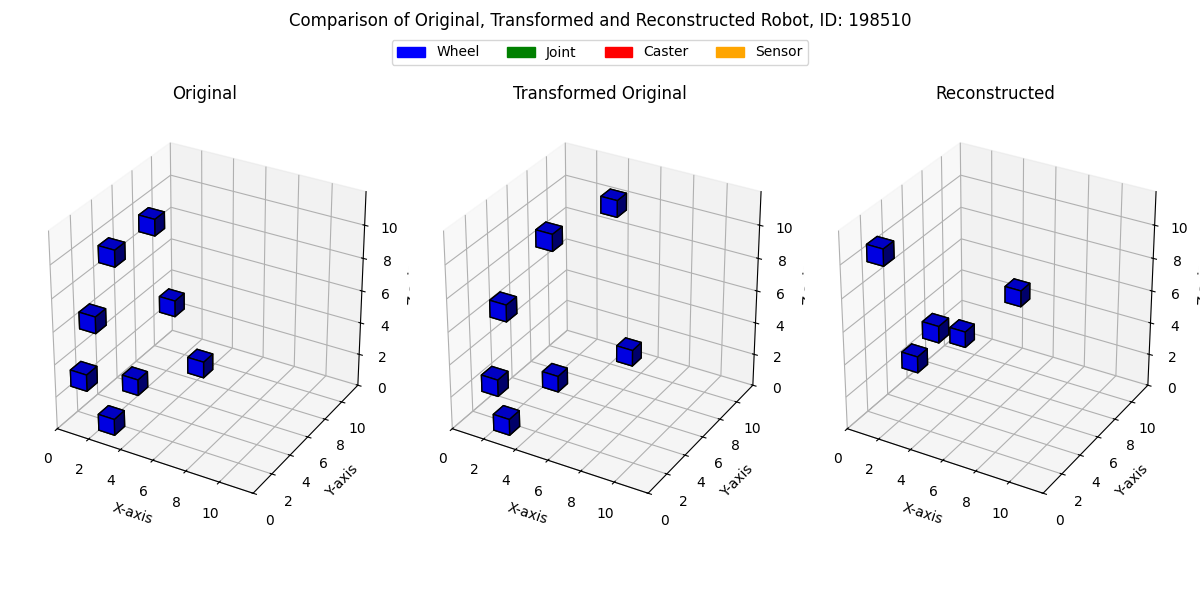 Comparison of Original, Transformed and Reconstructed Robot, ID: 198510
Wheel Joint Caster Sensor
Original Transformed Original Reconstructed
10 10 10
8 8 8
6 6 6
4 4 4
2 2 2
0 0 0
0 2 4 6 8 10 0 2 4 6 8 10 0 2 4 6 8 10
0 2 4 6 8 10 0 2 4 6 8 10 0 2 4 6 8 10
X-axis Y-axis X-axis Y-axis X-axis Y-axis